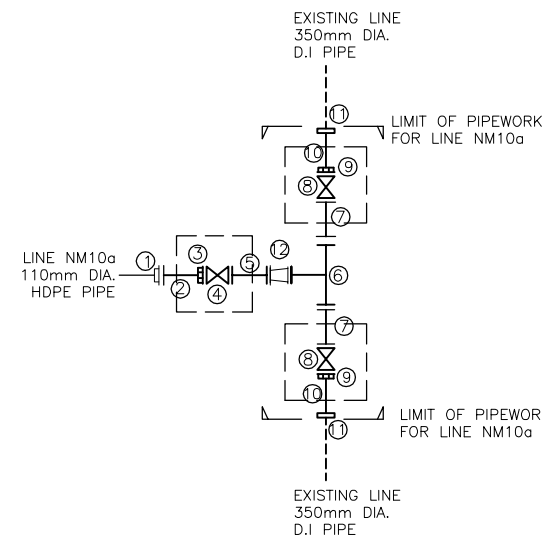 EXISTING LINE
350mm DIA.
D.I PIPE
11
LIMIT OF PIPEWORK
FOR LINE NM10a
10
9
8
7
LINE NM10a
110mm DIA.
HDPE PIPE
1
2
3
4
5
12
6
7
8
9
10
11
LIMIT OF PIPEWOR
FOR LINE NM10a
EXISTING LINE
350mm DIA.
D.I PIPE